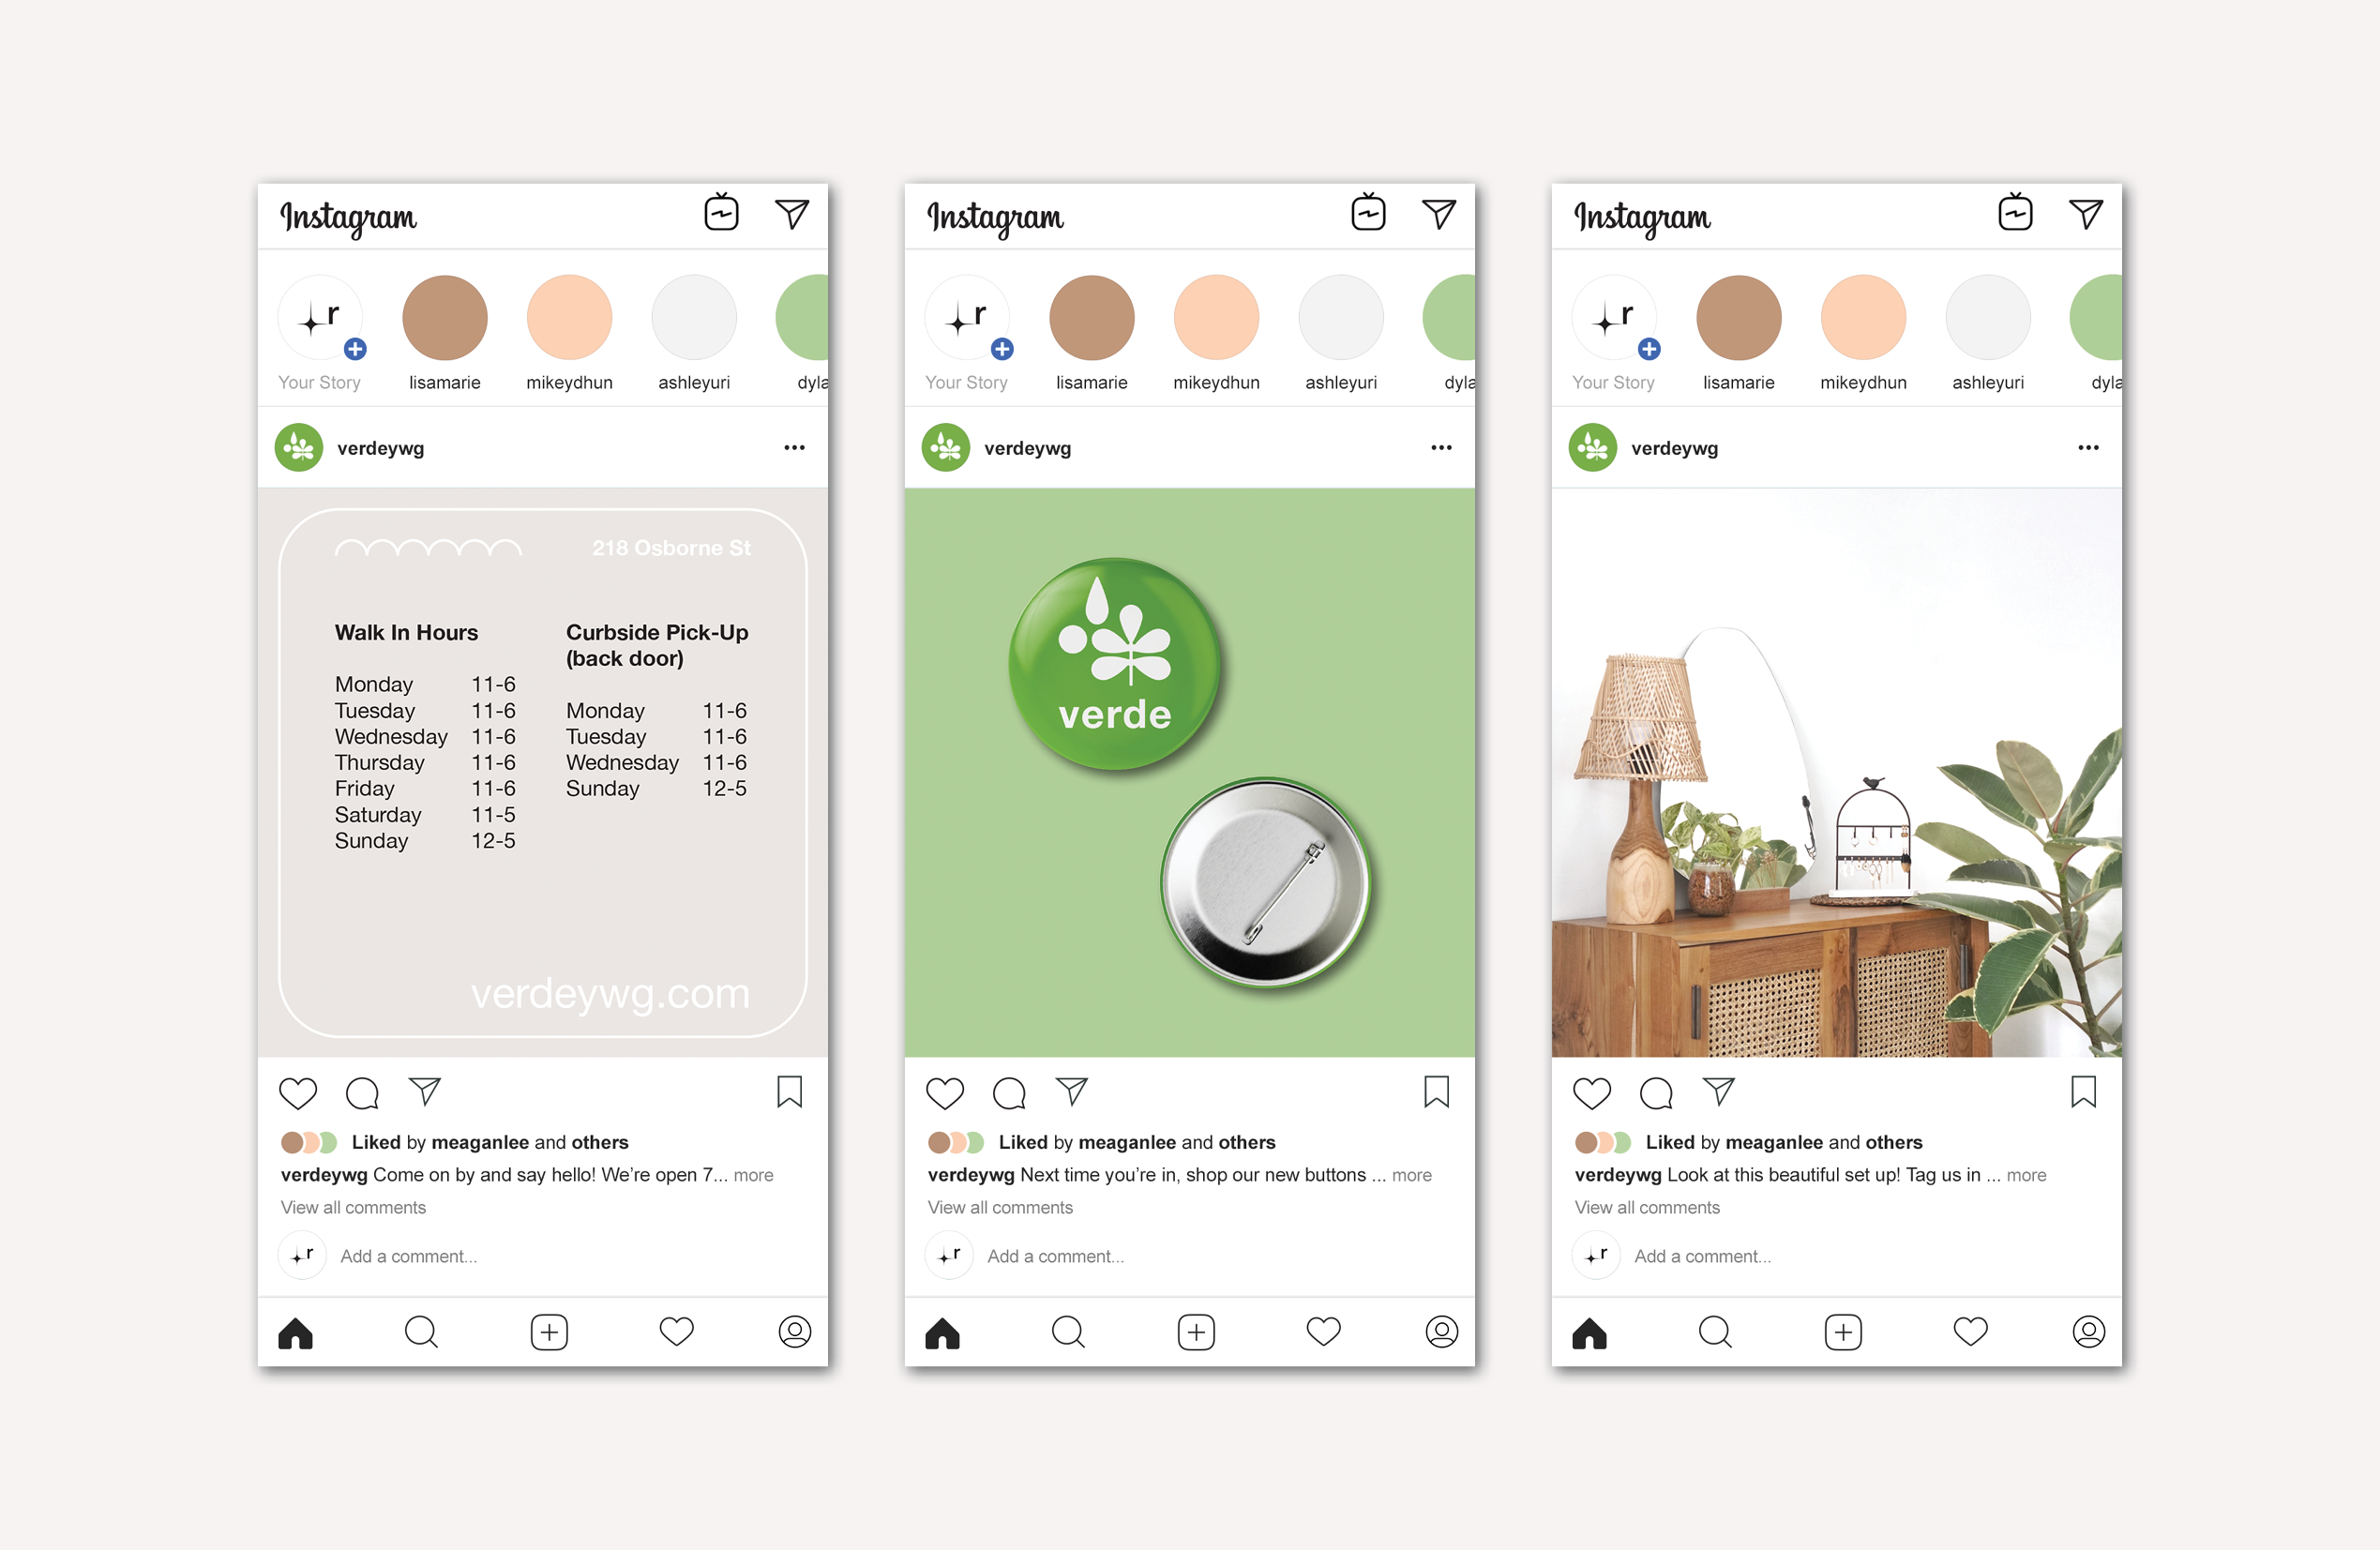 Instagram
r
Your Story lisamarie mikeydhun ashleyuri dyla
verdeywg
218 Osborne St
Walk In Hours
Monday 11-6
Tuesday 11-6
Wednesday 11-6
Thursday 11-6
Friday 11-6
Saturday 11-5
Sunday 12-5
Curbside Pick-Up
(back door)
Monday 11-6
Tuesday 11-6
Wednesday 11-6
Sunday 12-5
verdeywg.com
Liked by meaganlee and others
verdeywg Come on by and say hello! We’re open 7... more
View all comments
r
Add a comment...
Instagram
r
Your Story lisamarie mikeydhun ashleyuri dyla
verdeywg
verde
Liked by meaganlee and others
verdeywg Next time you’re in, shop our new buttons ... more
View all comments
r
Add a comment...
Instagram
r
Your Story lisamarie mikeydhun ashleyuri dyla
verdeywg
Liked by meaganlee and others
verdeywg Look at this beautiful set up! Tag us in ... more
View all comments
r
Add a comment...